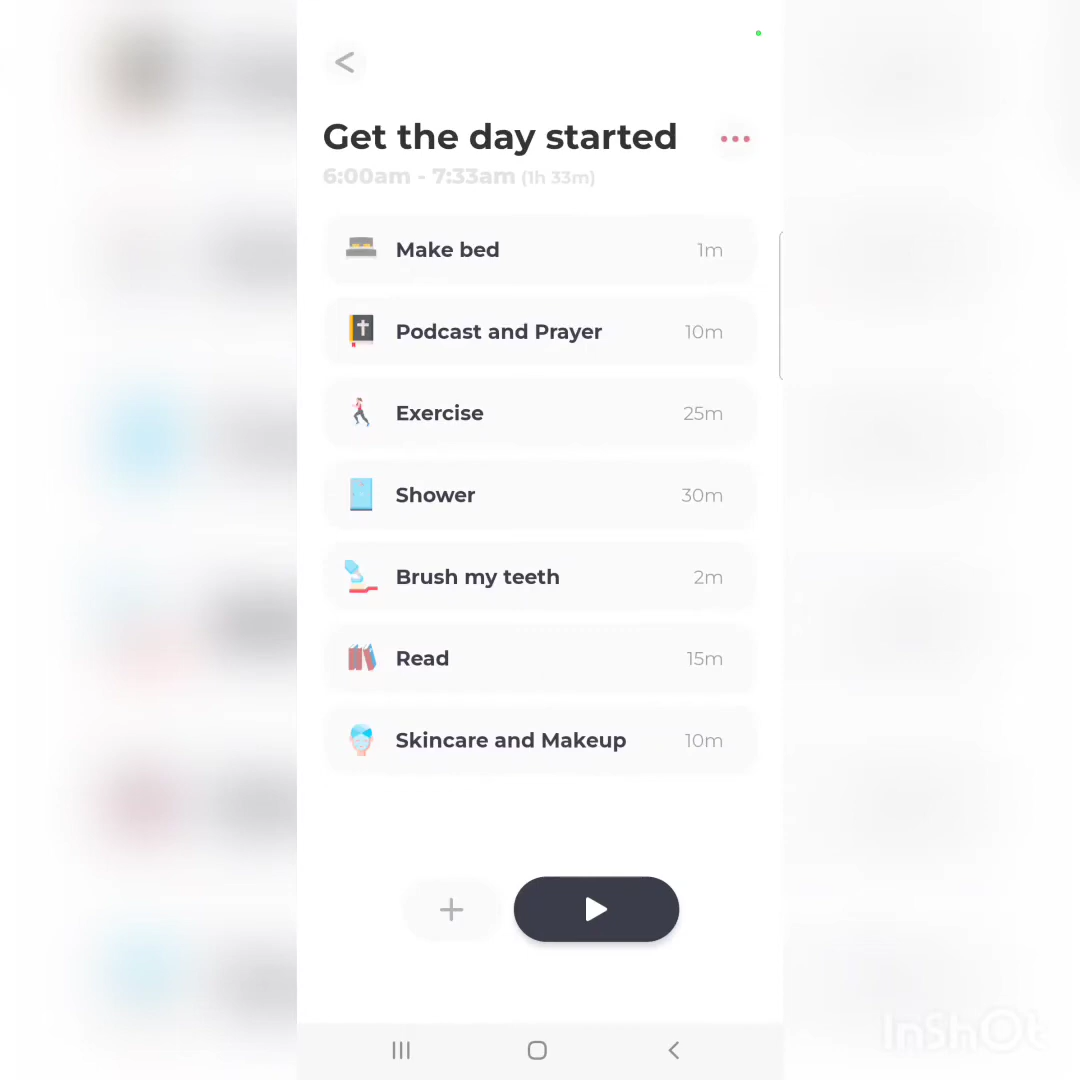 Get the day started
6:00am - 7:33am (1h 33m)
Make bed 1m
Podcast and Prayer 10m
Exercise 25m
Shower 30m
Brush my teeth 2m
Read 15m
Skincare and Makeup 10m
InShOt